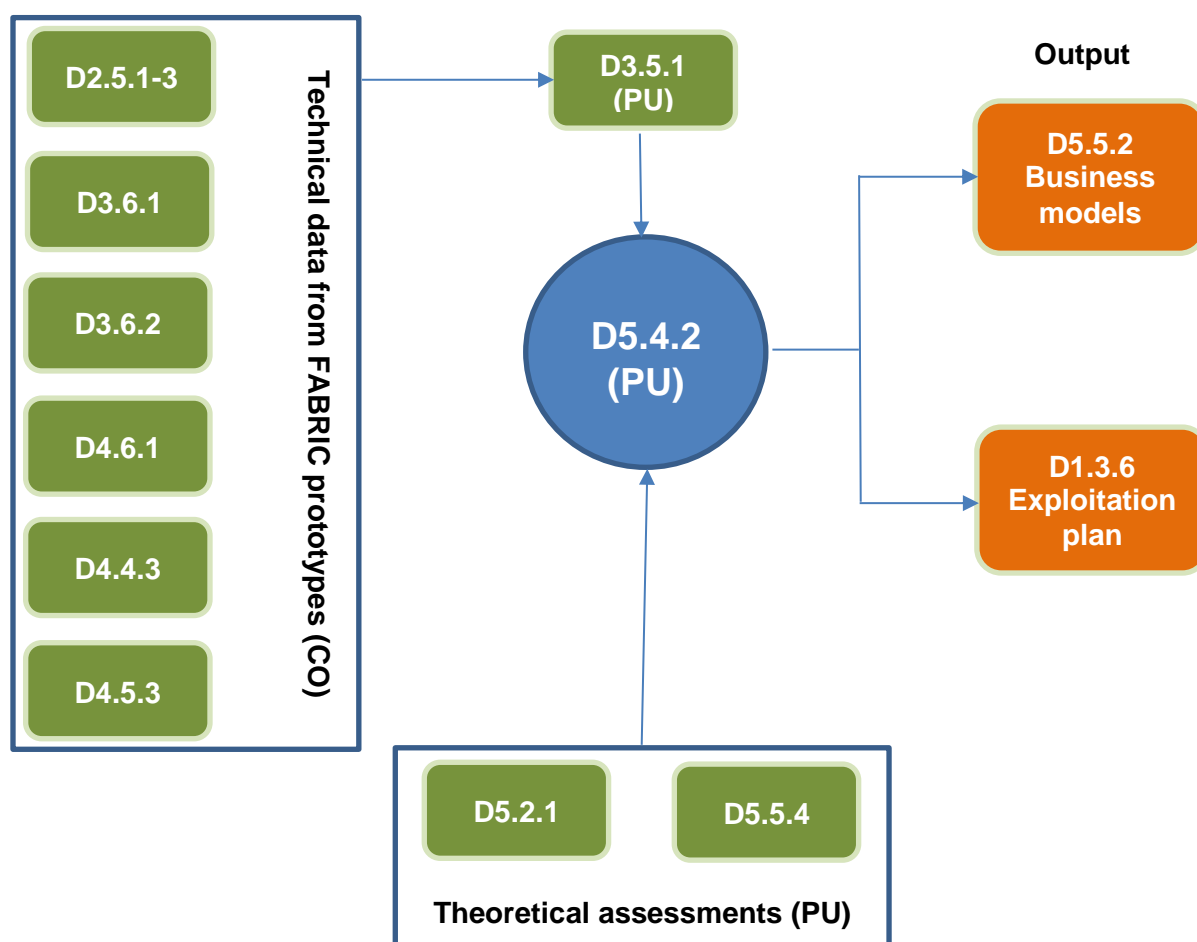 D2.5.1-3
D3.6.1
D3.6.2
D4.6.1
D4.4.3
D4.5.3
Technical data from FABRIC prototypes (CO)
D3.5.1
(PU)
D5.4.2
(PU)
D5.2.1
D5.5.4
Theoretical assessments (PU)
Output
D5.5.2
Business
models
D1.3.6
Exploitation
plan